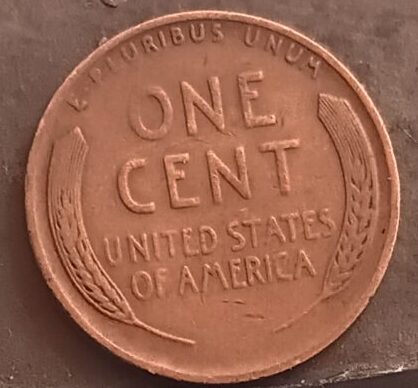 E PLURIBUS UNUM
ONE
CENT
UNITED STATES
OF AMERICA